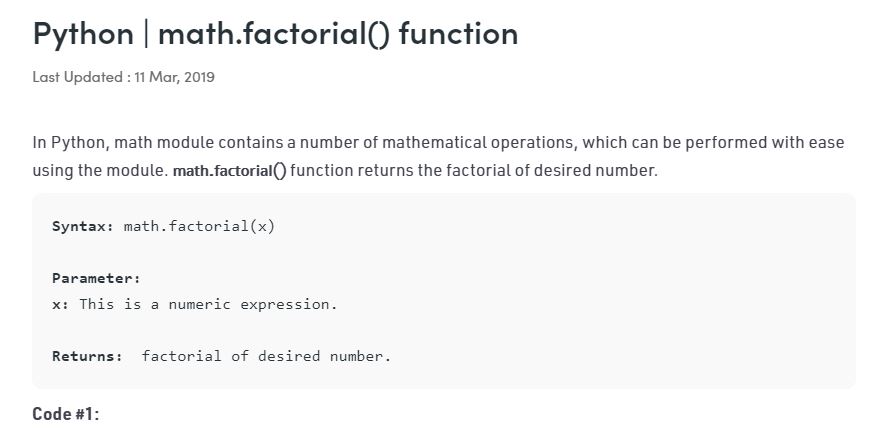 Python | math.factorial() function
Last Updated : 11 Mar, 2019
In Python, math module contains a number of mathematical operations, which can be performed with ease
using the module. math.factorial() function returns the factorial of desired number.
Syntax: math.factorial(x)
Parameter:
x: This is a numeric expression.
Returns:  factorial of desired number.
Code #1: